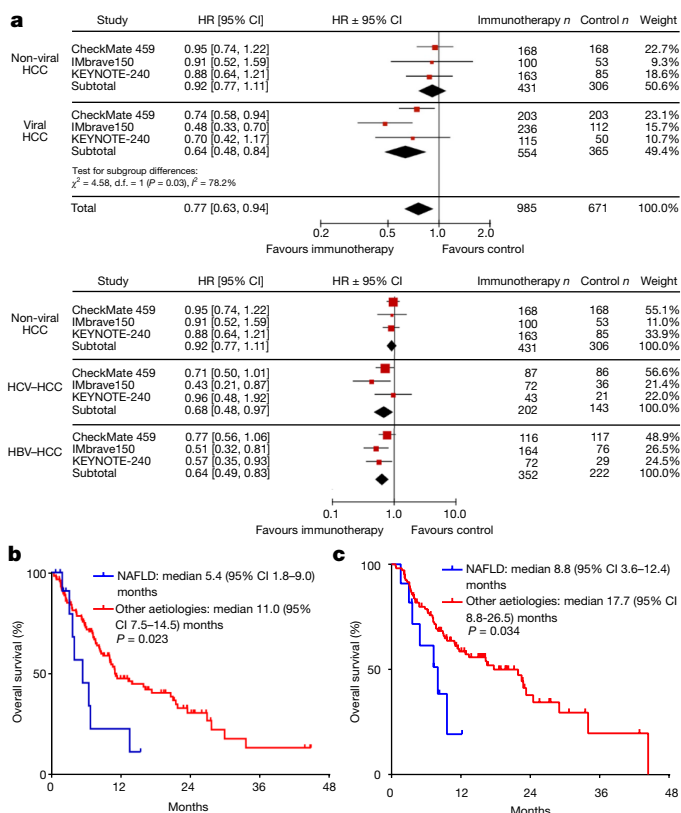 a
Study HR [95% CI] HR ± 95% CI Immunotherapy n Control n Weight
Non-viral HCC
CheckMate 459 0.95 [0.74, 1.22] 168 168 22.7%
IMbrave150 0.91 [0.52, 1.59] 100 53 9.3%
KEYNOTE-240 0.88 [0.64, 1.21] 163 85 18.6%
Subtotal 0.92 [0.77, 1.11] 431 306 50.6%
Viral HCC
CheckMate 459 0.74 [0.58, 0.94] 203 203 23.1%
IMbrave150 0.48 [0.33, 0.70] 236 112 15.7%
KEYNOTE-240 0.70 [0.42, 1.17] 115 50 10.7%
Subtotal 0.64 [0.48, 0.84] 554 365 49.4%
Test for subgroup differences:
χ² = 4.58, d.f. = 1 (P = 0.03), I² = 78.2%
Total 0.77 [0.63, 0.94] 985 671 100.0%
0.2 0.5 1.0 2.0
Favours immunotherapy Favours control
Study HR [95% CI] HR ± 95% CI Immunotherapy n Control n Weight
Non-viral HCC
CheckMate 459 0.95 [0.74, 1.22] 168 168 55.1%
IMbrave150 0.91 [0.52, 1.59] 100 53 11.0%
KEYNOTE-240 0.88 [0.64, 1.21] 163 85 33.9%
Subtotal 0.92 [0.77, 1.11] 431 306 100.0%
HCV–HCC
CheckMate 459 0.71 [0.50, 1.01] 87 86 56.6%
IMbrave150 0.43 [0.21, 0.87] 72 36 21.4%
KEYNOTE-240 0.96 [0.48, 1.92] 43 21 22.0%
Subtotal 0.68 [0.48, 0.97] 202 143 100.0%
HBV–HCC
CheckMate 459 0.77 [0.56, 1.06] 116 117 48.9%
IMbrave150 0.51 [0.32, 0.81] 164 76 26.5%
KEYNOTE-240 0.57 [0.35, 0.93] 72 29 24.5%
Subtotal 0.64 [0.49, 0.83] 352 222 100.0%
0.1 1.0 10.0
Favours immunotherapy Favours control
b
NAFLD: median 5.4 (95% CI 1.8–9.0)
months
Other aetiologies: median 11.0 (95%
CI 7.5–14.5) months
P = 0.023
Overall survival (%)
100
50
0
0 12 24 36 48
Months
c
NAFLD: median 8.8 (95% CI 3.6–12.4)
months
Other aetiologies: median 17.7 (95% CI
8.8-26.5) months
P = 0.034
Overall survival (%)
100
50
0
0 12 24 36 48
Months